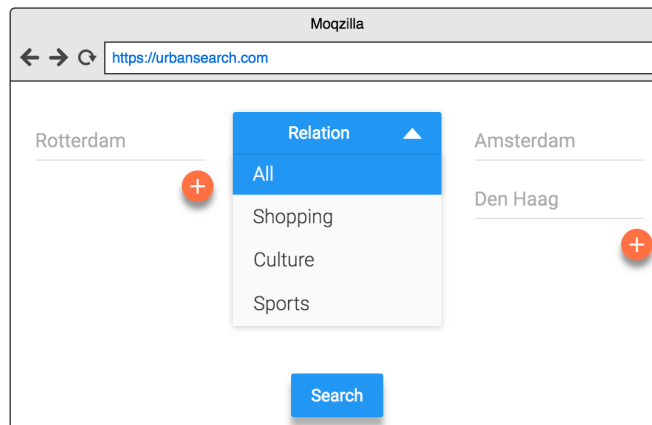 Moqzilla
https://urbansearch.com
Rotterdam
Relation
Amsterdam
All
Den Haag
Shopping
Culture
Sports
Search